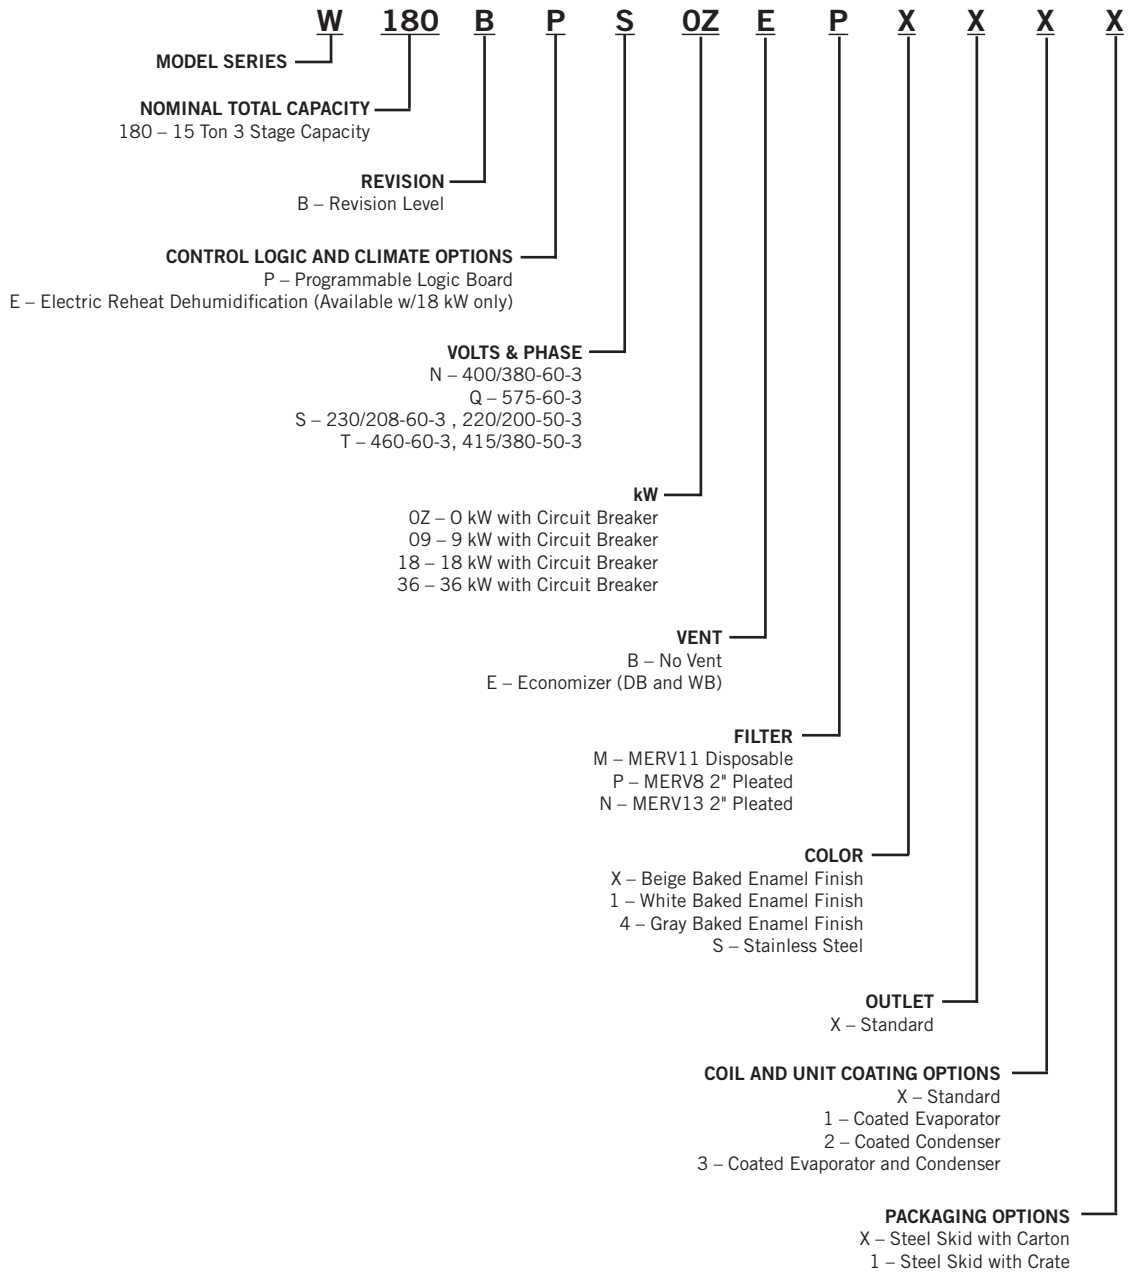 W 180 B P S 0Z E P X X X X
MODEL SERIES
NOMINAL TOTAL CAPACITY
180 – 15 Ton 3 Stage Capacity
REVISION
B – Revision Level
CONTROL LOGIC AND CLIMATE OPTIONS
P – Programmable Logic Board
E – Electric Reheat Dehumidification (Available w/18 kW only)
VOLTS & PHASE
N – 400/380-60-3
Q – 575-60-3
S – 230/208-60-3 , 220/200-50-3
T – 460-60-3, 415/380-50-3
kW
0Z – O kW with Circuit Breaker
09 – 9 kW with Circuit Breaker
18 – 18 kW with Circuit Breaker
36 – 36 kW with Circuit Breaker
VENT
B – No Vent
E – Economizer (DB and WB)
FILTER
M – MERV11 Disposable
P – MERV8 2" Pleated
N – MERV13 2" Pleated
COLOR
X – Beige Baked Enamel Finish
1 – White Baked Enamel Finish
4 – Gray Baked Enamel Finish
S – Stainless Steel
OUTLET
X – Standard
COIL AND UNIT COATING OPTIONS
X – Standard
1 – Coated Evaporator
2 – Coated Condenser
3 – Coated Evaporator and Condenser
PACKAGING OPTIONS
X – Steel Skid with Carton
1 – Steel Skid with Crate